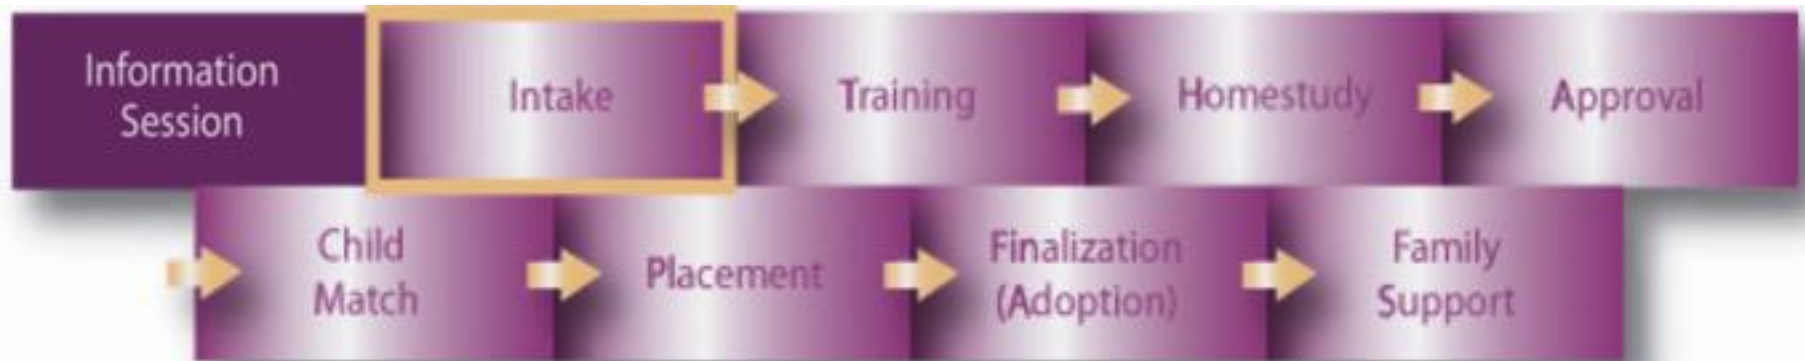 Information
Session
Intake
Training
Homestudy
Approval
Child
Match
Placement
Finalization
(Adoption)
Family
Support